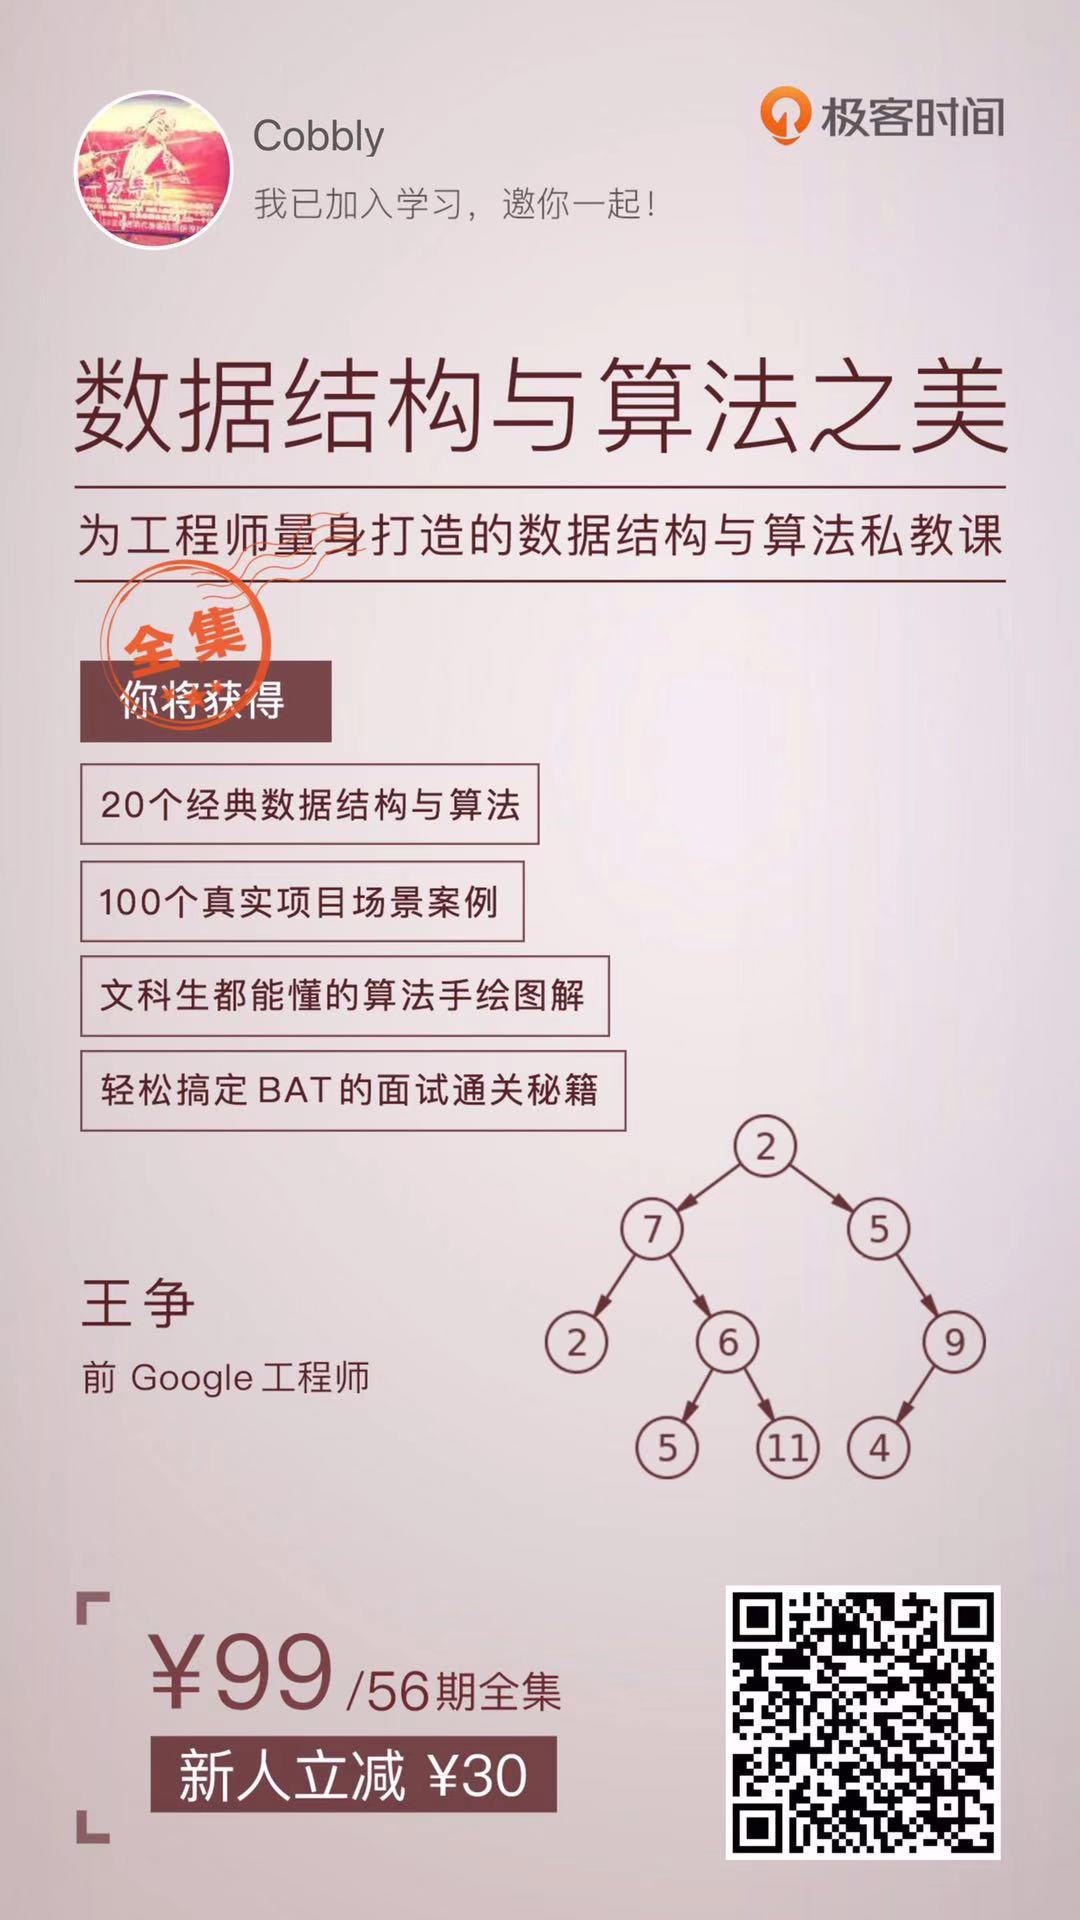 Cobbly
极客时间
我已加入学习，邀你一起！
数据结构与算法之美
为工程师量身打造的数据结构与算法私教课
全集
你将获得
20个经典数据结构与算法
100个真实项目场景案例
文科生都能懂的算法手绘图解
轻松搞定BAT的面试通关秘籍
2
7
5
2
6
9
5
11
4
王争
前 Google 工程师
¥99/56期全集
新人立减 ¥30